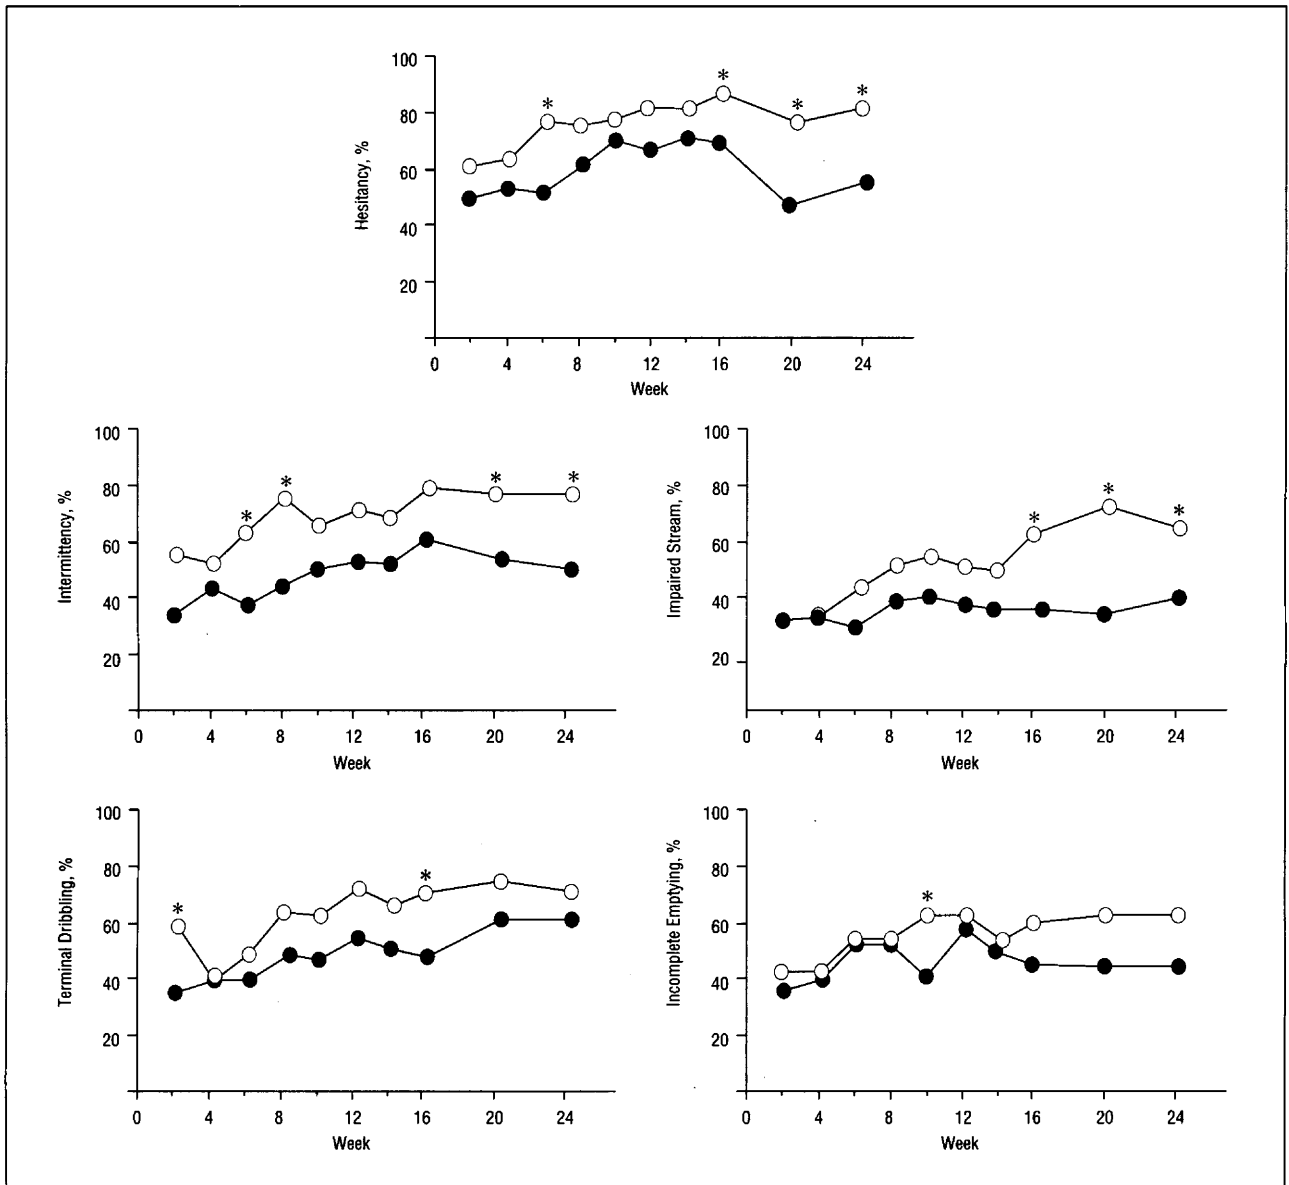 Hesitancy, %
100
80
60
40
20
*
*
*
*
0 4 8 12 16 20 24
Week
Intermittency, %
100
80
60
40
20
*
*
*
*
0 4 8 12 16 20 24
Week
Impaired Stream, %
100
80
60
40
20
*
*
*
0 4 8 12 16 20 24
Week
Terminal Dribbling, %
100
80
60
40
20
*
*
0 4 8 12 16 20 24
Week
Incomplete Emptying, %
100
80
60
40
20
*
0 4 8 12 16 20 24
Week